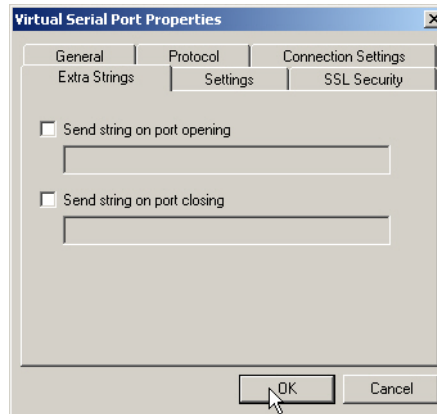 Virtual Serial Port Properties
General Protocol Connection Settings
Extra Strings Settings SSL Security
Send string on port opening
Send string on port closing
OK Cancel